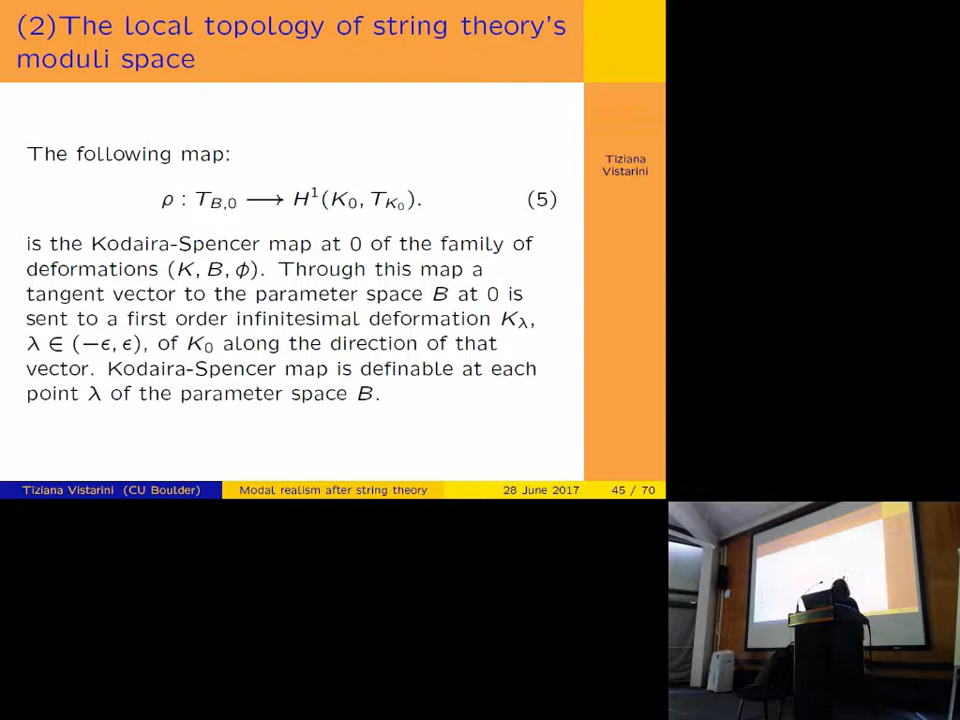 (2)The local topology of string theory's
moduli space
Tiziana
Vistarini
The following map:
ρ : T_{B,0} ⟶ H^1(K_0, T_{K_0}). (5)
is the Kodaira-Spencer map at 0 of the family of
deformations (K, B, ϕ). Through this map a
tangent vector to the parameter space B at 0 is
sent to a first order infinitesimal deformation K_λ,
λ ∈ (−ϵ, ϵ), of K_0 along the direction of that
vector. Kodaira-Spencer map is definable at each
point λ of the parameter space B.
Tiziana Vistarini (CU Boulder) Modal realism after string theory 28 June 2017 45 / 70